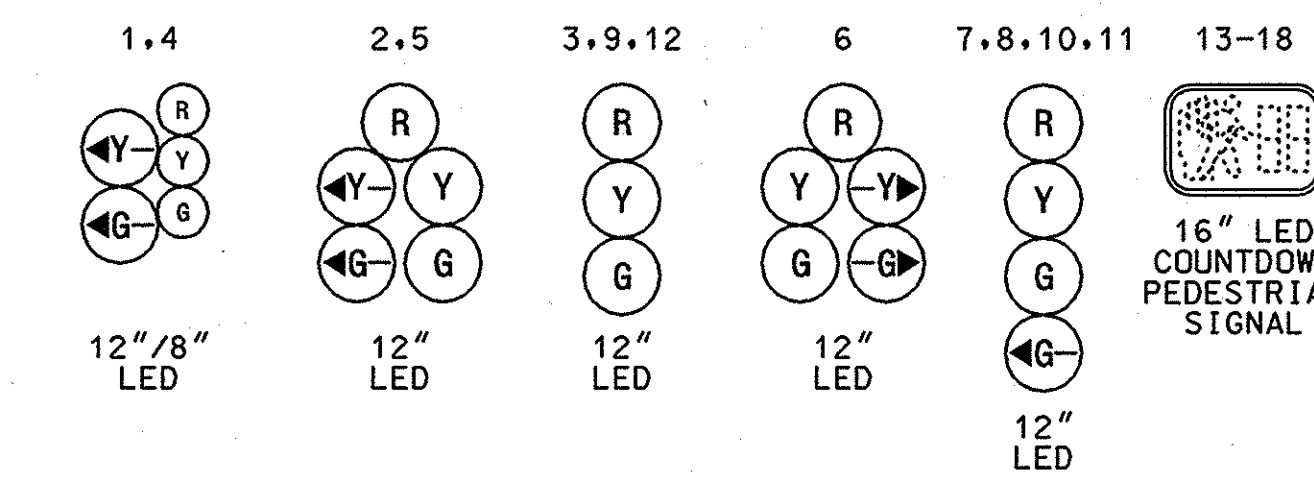 1,4 2,5 3,9,12 6 7,8,10,11 13-18
R R R R R
Y Y Y Y Y Y Y Y
G G G G G G G G
G
12"/8" LED
12" LED
12" LED
12" LED
12" LED
16" LED
COUNTDOW
PEDESTRIA
SIGNAL